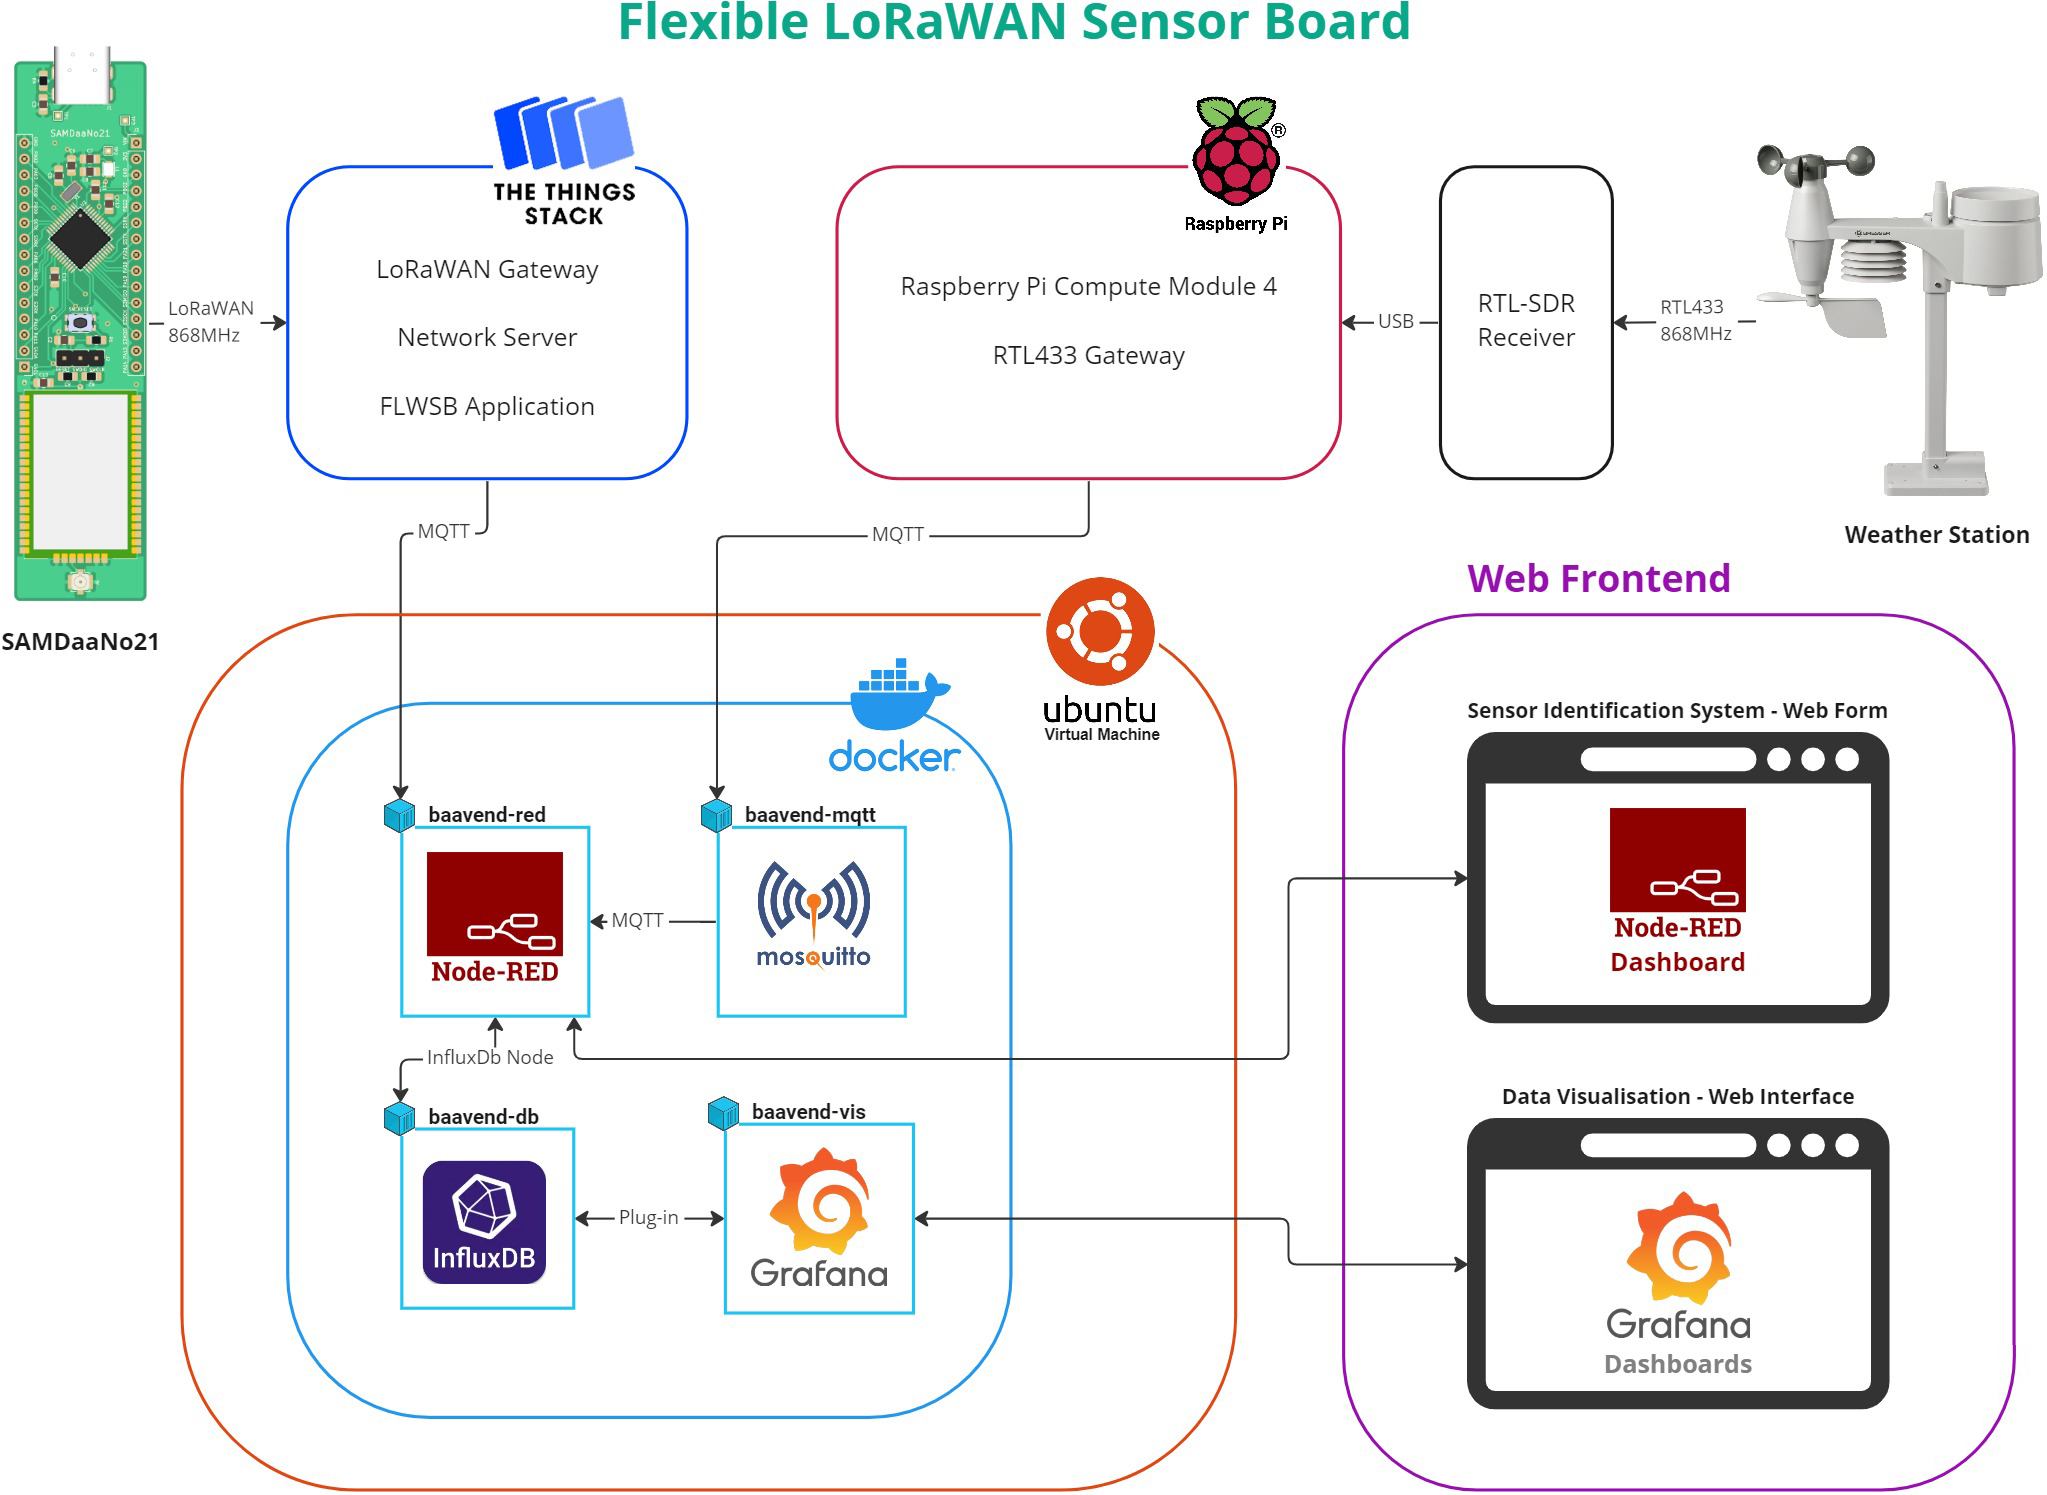 Flexible LoRaWAN Sensor Board
SAMDaaNo21
SAMDaaNo21
LoRaWAN
868MHz
THE THINGS
STACK
LoRaWAN Gateway
Network Server
FLWSB Application
Raspberry Pi
®
Raspberry Pi Compute Module 4
RTL433 Gateway
USB
RTL-SDR
Receiver
RTL433
868MHz
Weather Station
MQTT
MQTT
ubuntu
Virtual Machine
docker
baavend-red
Node-RED
baavend-mqtt
mosquitto
MQTT
InfluxDb Node
baavend-db
InfluxDB
Plug-in
baavend-vis
Grafana
Web Frontend
Sensor Identification System - Web Form
Node-RED
Dashboard
Data Visualisation - Web Interface
Grafana
Dashboards